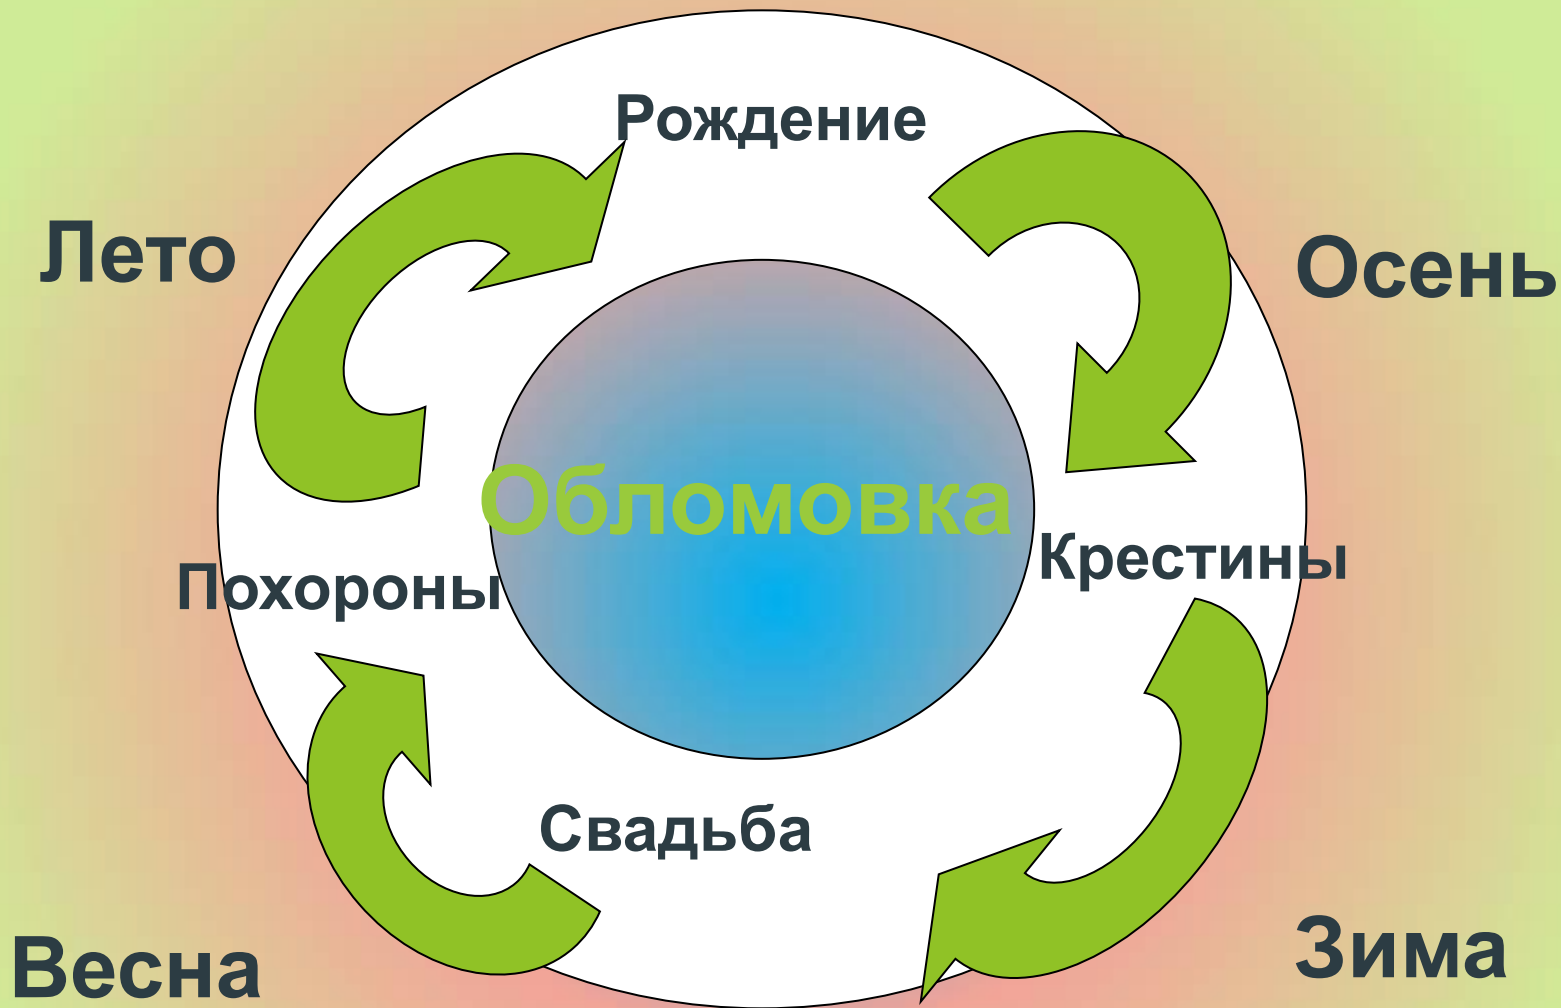 Рождение
Лето
Осень
Обломовка
Крестины
Похороны
Свадьба
Весна
Зима